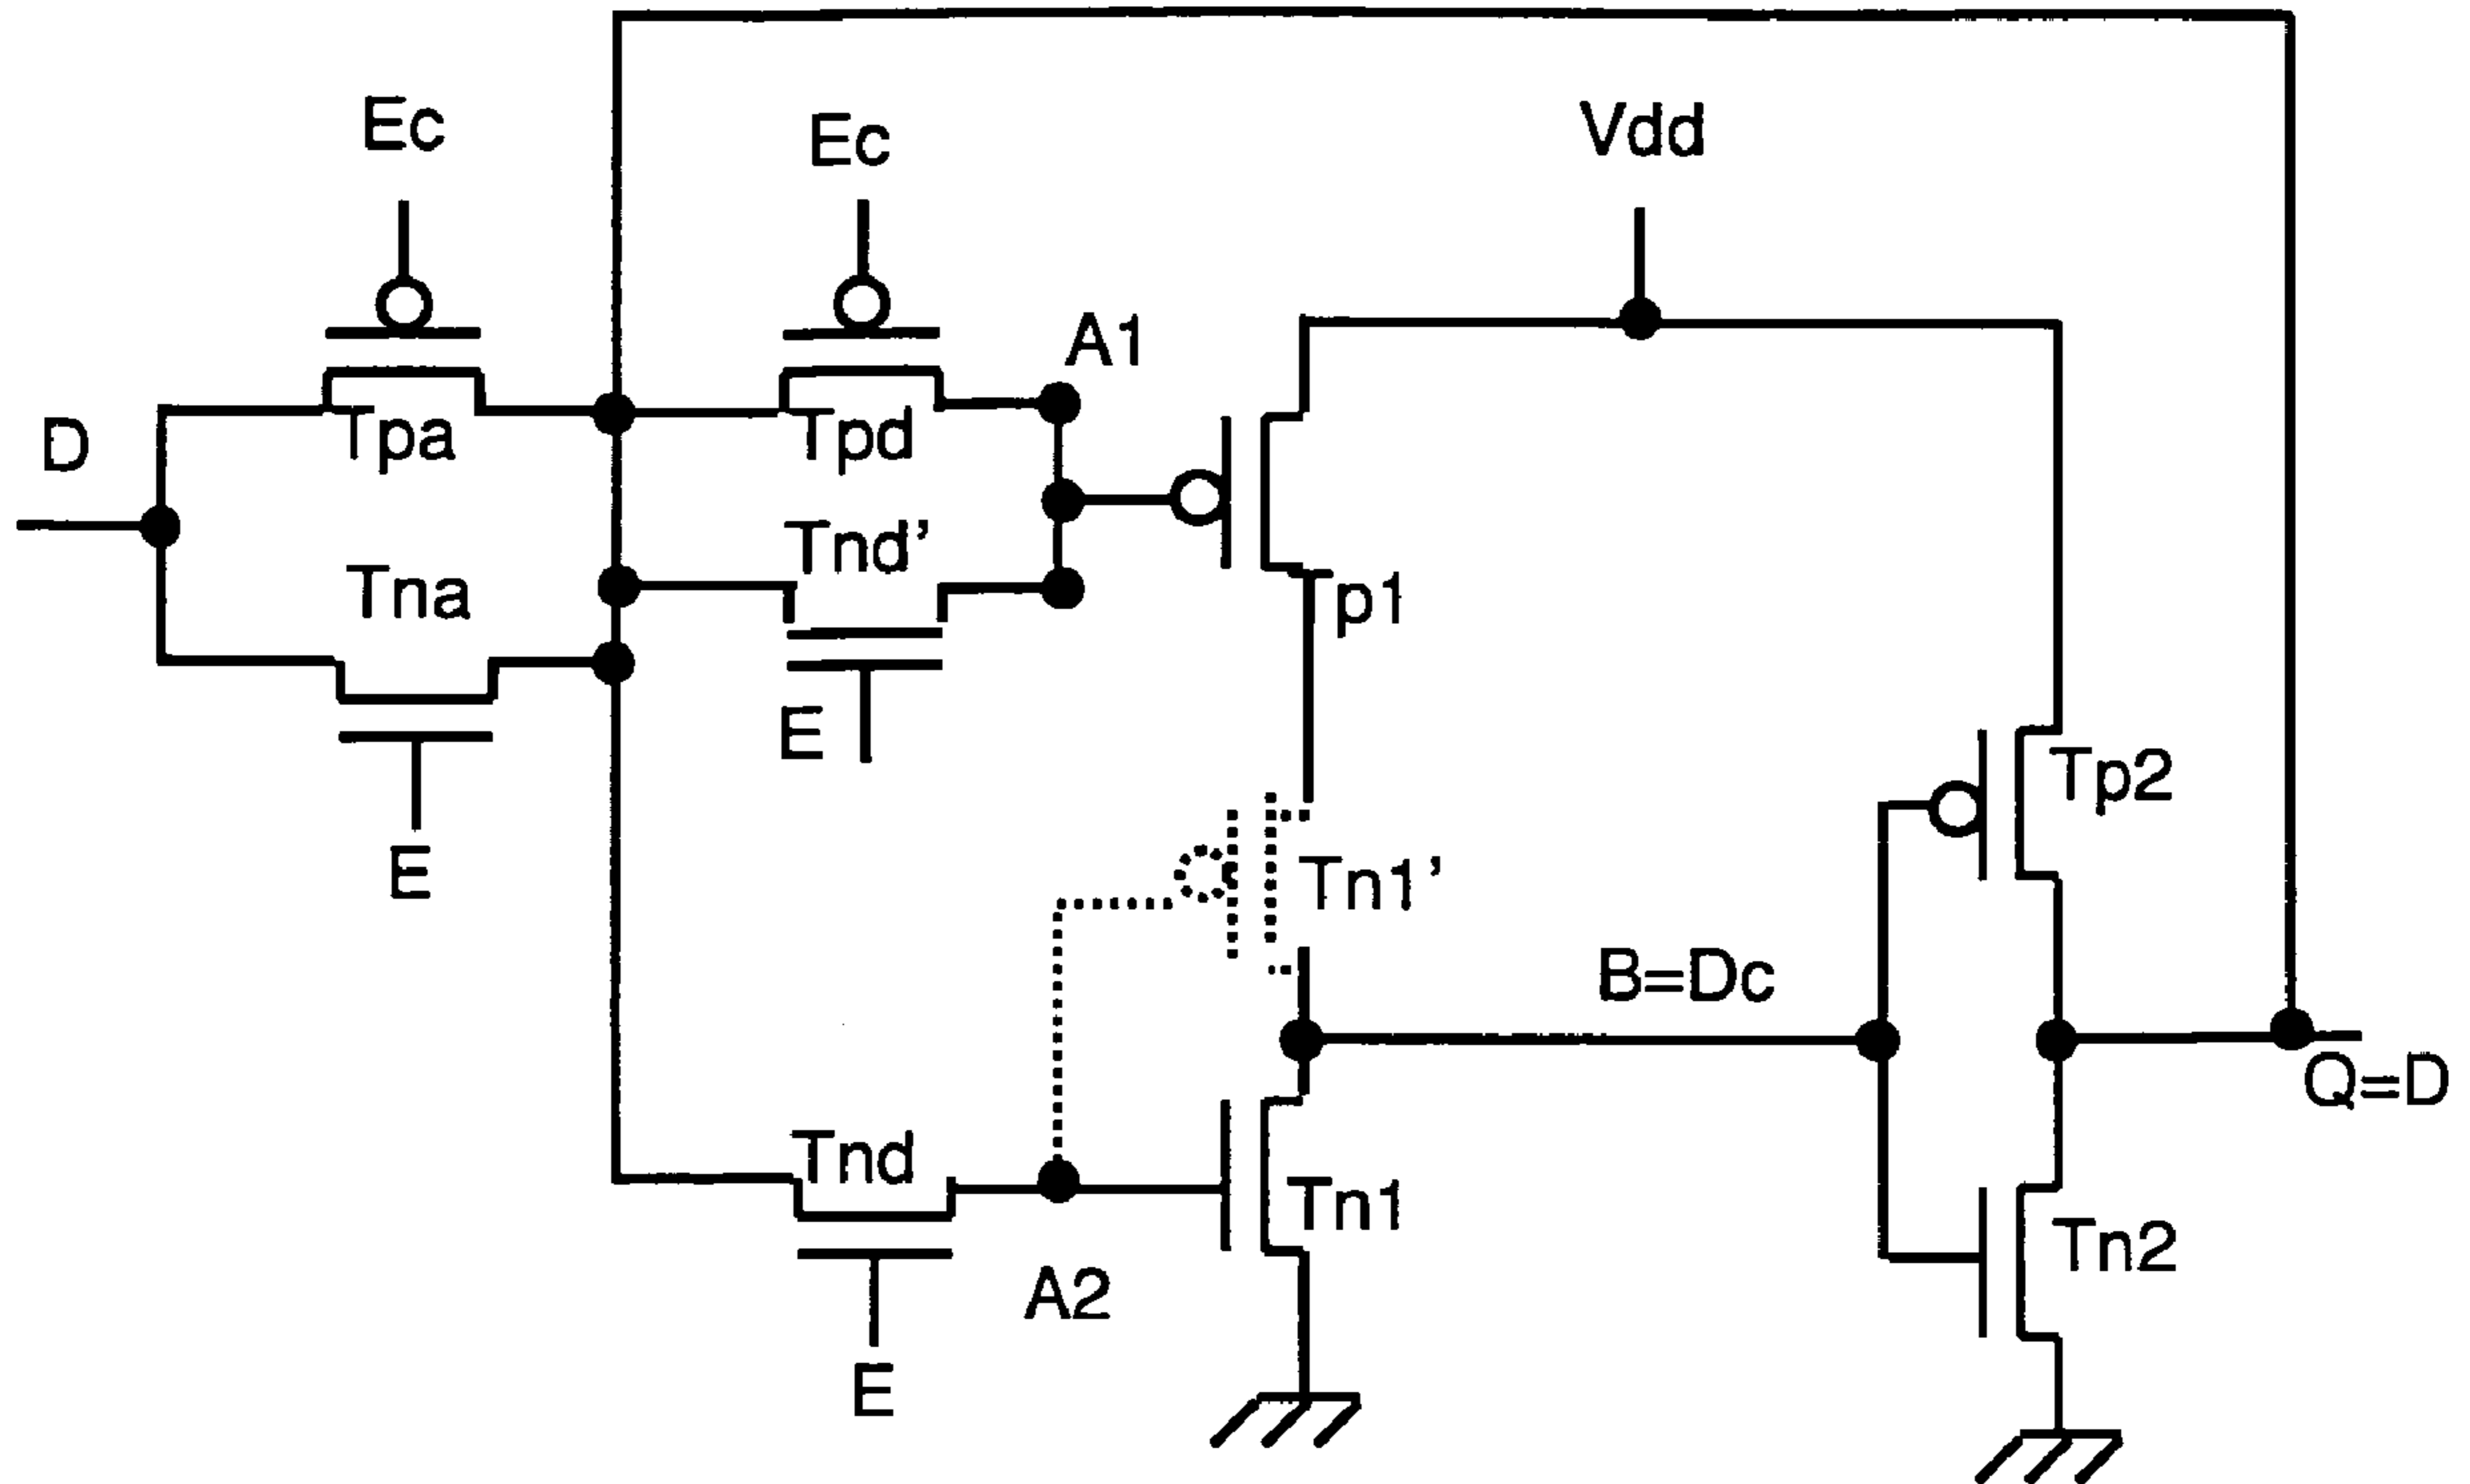 Ec
Ec
Vdd
A1
D
Tpa
Tpd
Tnd’
Tna
Tp1
E
Tp2
E
Tn1’
B=Dc
Q=D
Tnd
Tn1
Tn2
A2
E